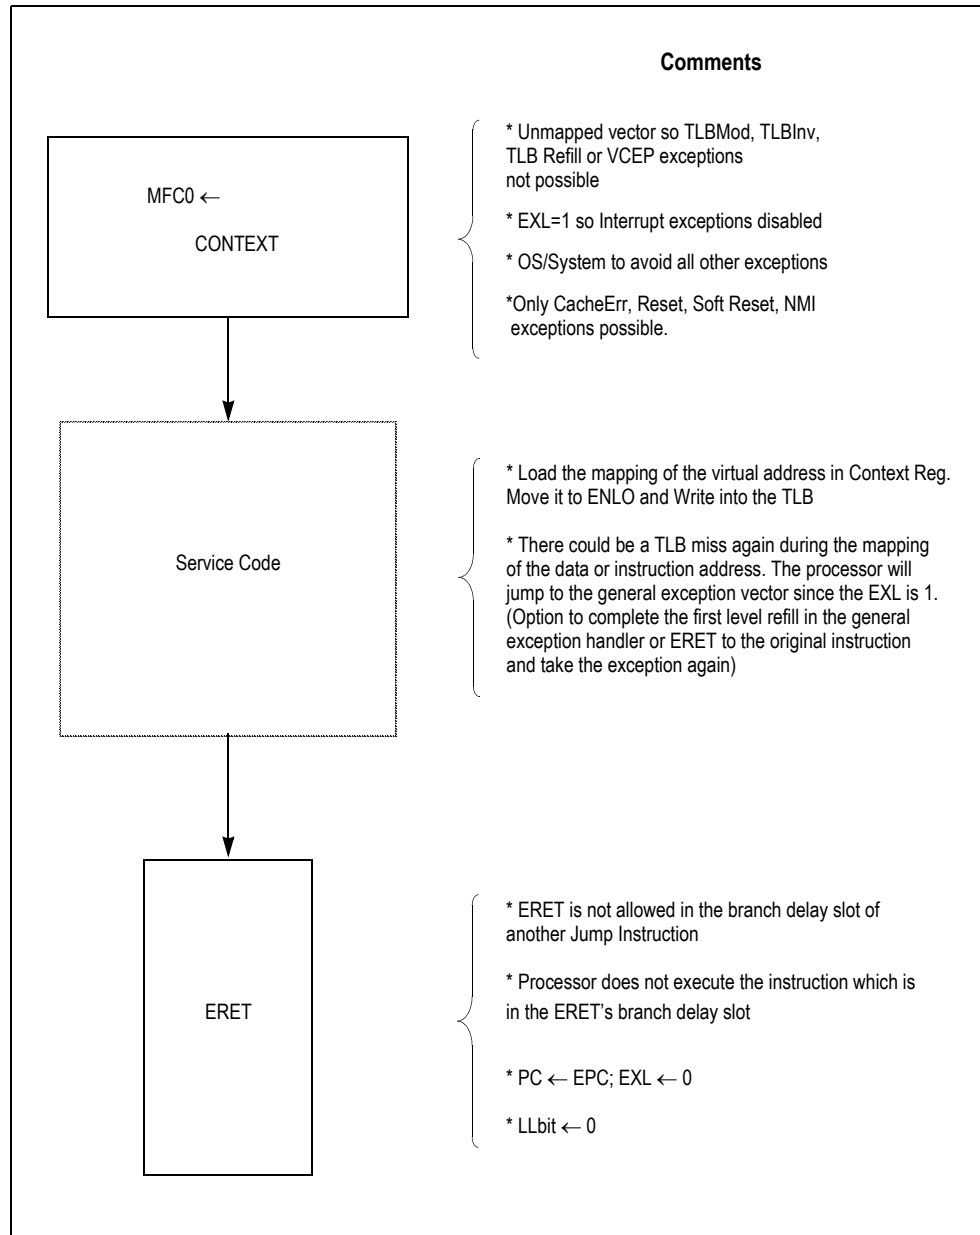 Comments
MFC0 ←
CONTEXT
* Unmapped vector so TLBMod, TLBInv,
TLB Refill or VCEP exceptions
not possible
* EXL=1 so Interrupt exceptions disabled
* OS/System to avoid all other exceptions
*Only CacheErr, Reset, Soft Reset, NMI
exceptions possible.
Service Code
* Load the mapping of the virtual address in Context Reg.
Move it to ENLO and Write into the TLB
* There could be a TLB miss again during the mapping
of the data or instruction address. The processor will
jump to the general exception vector since the EXL is 1.
(Option to complete the first level refill in the general
exception handler or ERET to the original instruction
and take the exception again)
ERET
* ERET is not allowed in the branch delay slot of
another Jump Instruction
* Processor does not execute the instruction which is
in the ERET’s branch delay slot
* PC ← EPC; EXL ← 0
* LLbit ← 0